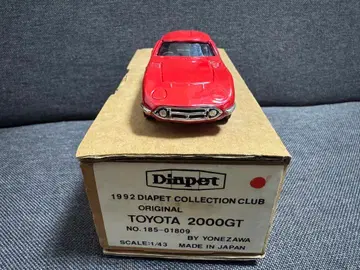 Diapet
1992 DIAPET COLLECTION CLUB
ORIGINAL
TOYOTA 2000GT
NO. 185-01809
BY YONEZAWA
SCALE:1/43 MADE IN JAPAN